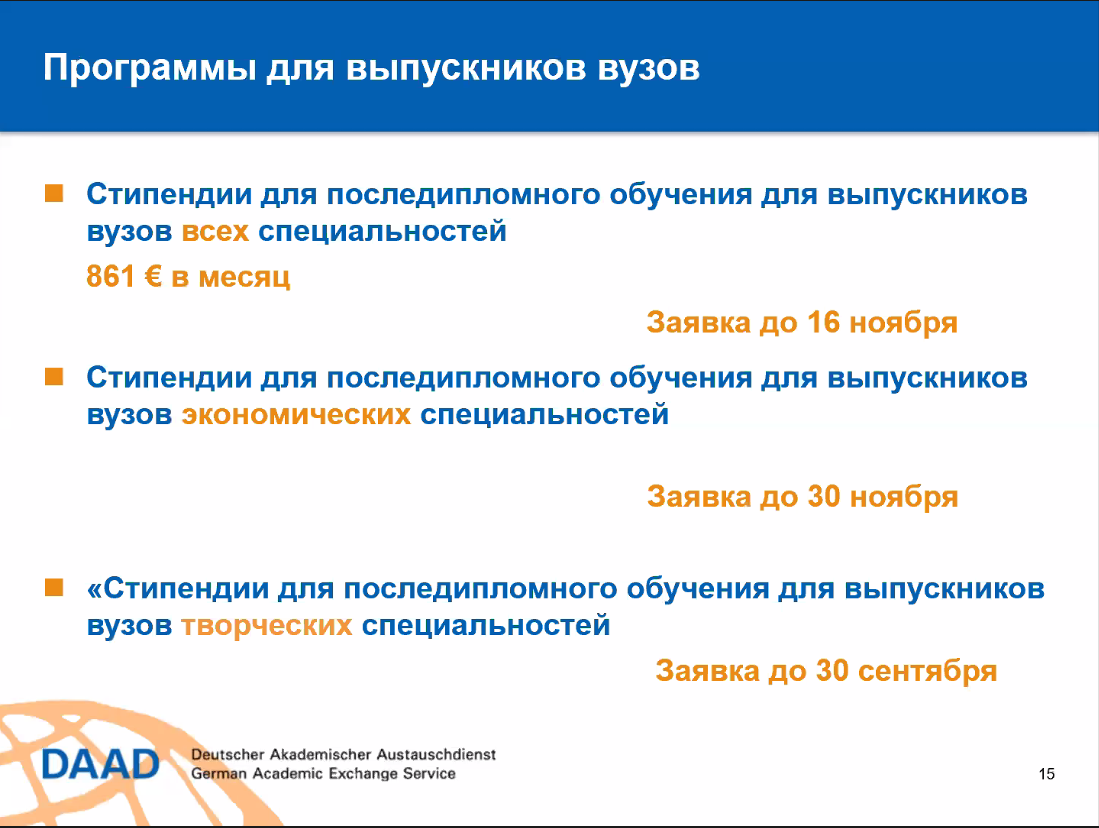 Программы для выпускников вузов
Стипендии для последипломного обучения для выпускников
вузов всех специальностей
861 € в месяц
Заявка до 16 ноября
Стипендии для последипломного обучения для выпускников
вузов экономических специальностей
Заявка до 30 ноября
«Стипендии для последипломного обучения для выпускников
вузов творческих специальностей
Заявка до 30 сентября
DAAD
Deutscher Akademischer Austauschdienst
German Academic Exchange Service
15